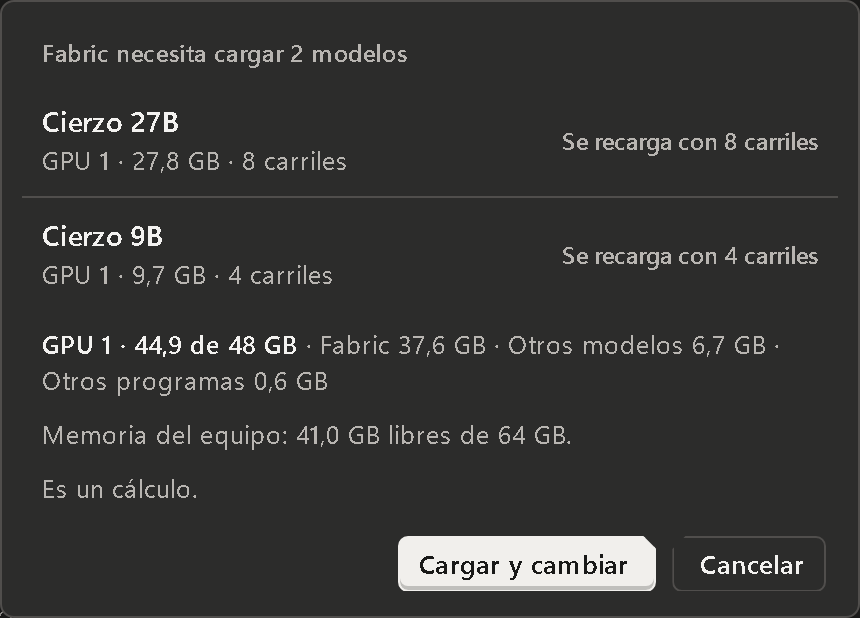 Fabric necesita cargar 2 modelos
Cierzo 27B
GPU 1 · 27,8 GB · 8 carriles
Se recarga con 8 carriles
Cierzo 9B
GPU 1 · 9,7 GB · 4 carriles
Se recarga con 4 carriles
GPU 1 · 44,9 de 48 GB · Fabric 37,6 GB · Otros modelos 6,7 GB ·
Otros programas 0,6 GB
Memoria del equipo: 41,0 GB libres de 64 GB.
Es un cálculo.
Cargar y cambiar
Cancelar